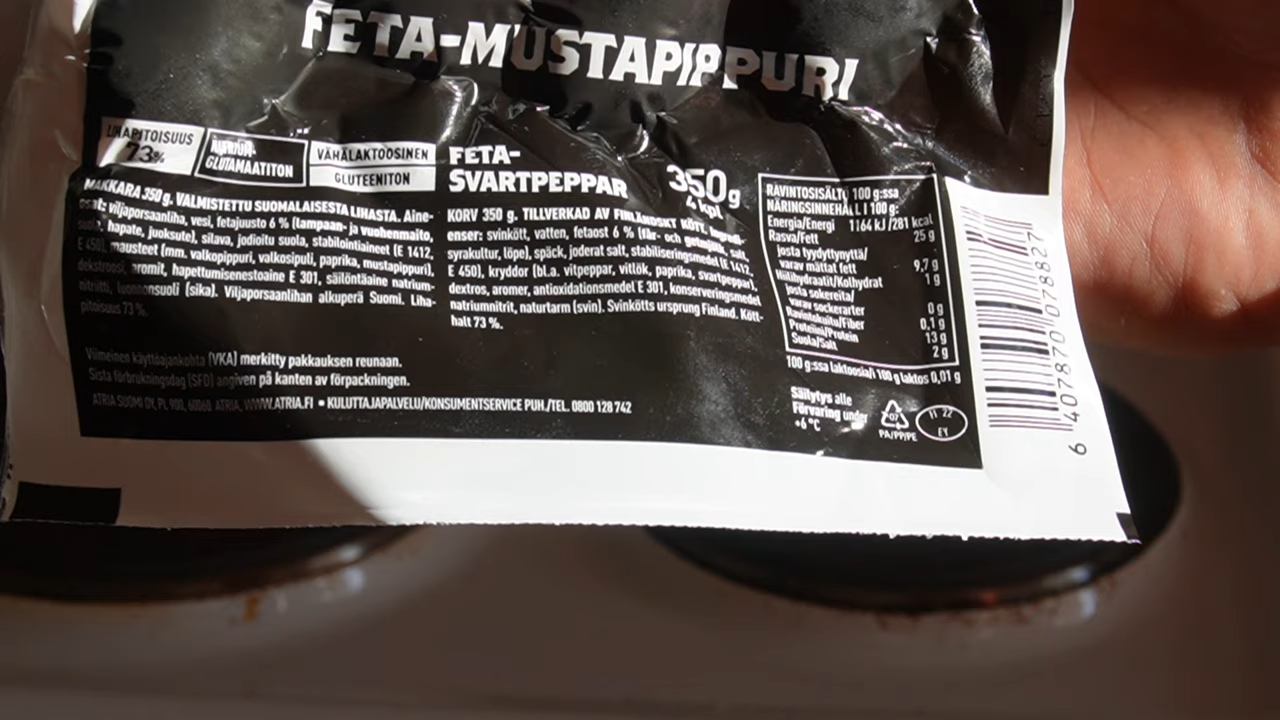 FETA-MUSTAPIPPURI
LIHAPITOISUUS
73%
NATRIUM-
GLUTAMAATITON
VÄHÄLAKTOOSINEN
GLUTEENITON
MAKKARA 350 g. VALMISTETTU SUOMALAISESTA LIHASTA. Aine-
osat: viljaporsaanliha, vesi, fetajuusto 6 % (lampaan- ja vuohenmaito,
suola, hapate, juoksute), silava, jodioitu suola, stabilointiaineet (E 1412,
E 450), mausteet (mm. valkopippuri, valkosipuli, paprika, mustapippuri),
dekstroosi, aromit, hapettumisenestoaine E 301, säilöntäaine natrium-
nitriitti, luonnonsuoli (sika). Viljaporsaanlihan alkuperä Suomi. Liha-
pitoisuus 73 %.
FETA-
SVARTPEPPAR
350 g
4 kpl
KORV 350 g. TILLVERKAD AV FINLÄNDSKT KÖTT. Ingredi-
enser: svinkött, vatten, fetaost 6 % (får- och getmjölk, salt,
syrakultur, löpe), späck, joderat salt, stabiliseringsmedel (E 1412,
E 450), kryddor (bl.a. vitpeppar, vitlök, paprika, svartpeppar),
dextros, aromer, antioxidationsmedel E 301, konserveringsmedel
natriumnitrit, naturtarm (svin). Svinkötts ursprung Finland. Kött-
halt 73 %.
RAVINTOSISÄLTÖ 100 g:ssa
NÄRINGSINNEHÅLL I 100 g:
Energia/Energi 1164 kJ /281 kcal
Rasva/Fett 25 g
josta tyydyttynyttä/
varav mättat fett 9,7 g
Hiilihydraatit/Kolhydrat 1 g
josta sokereita/
varav sockerarter 0 g
Ravintokuitu/Fiber 0,1 g
Proteiini/Protein 13 g
Suola/Salt 2 g
100 g:ssa laktoosia/i 100 g laktos 0,01 g
Viimeinen käyttöajankohta (VKA) merkitty pakkauksen reunaan.
Sista förbrukningsdag (SFD) angiven på kanten av förpackningen.
ATRIA SUOMI OY, PL 900, 60060 ATRIA, WWW.ATRIA.FI • KULUTTAJAPALVELU/KONSUMENTSERVICE PUH./TEL. 0800 128 742
Säilytys alle
Förvaring under
+6 °C
07
PA/PP/PE
FI 22
EY
6 407870 078827